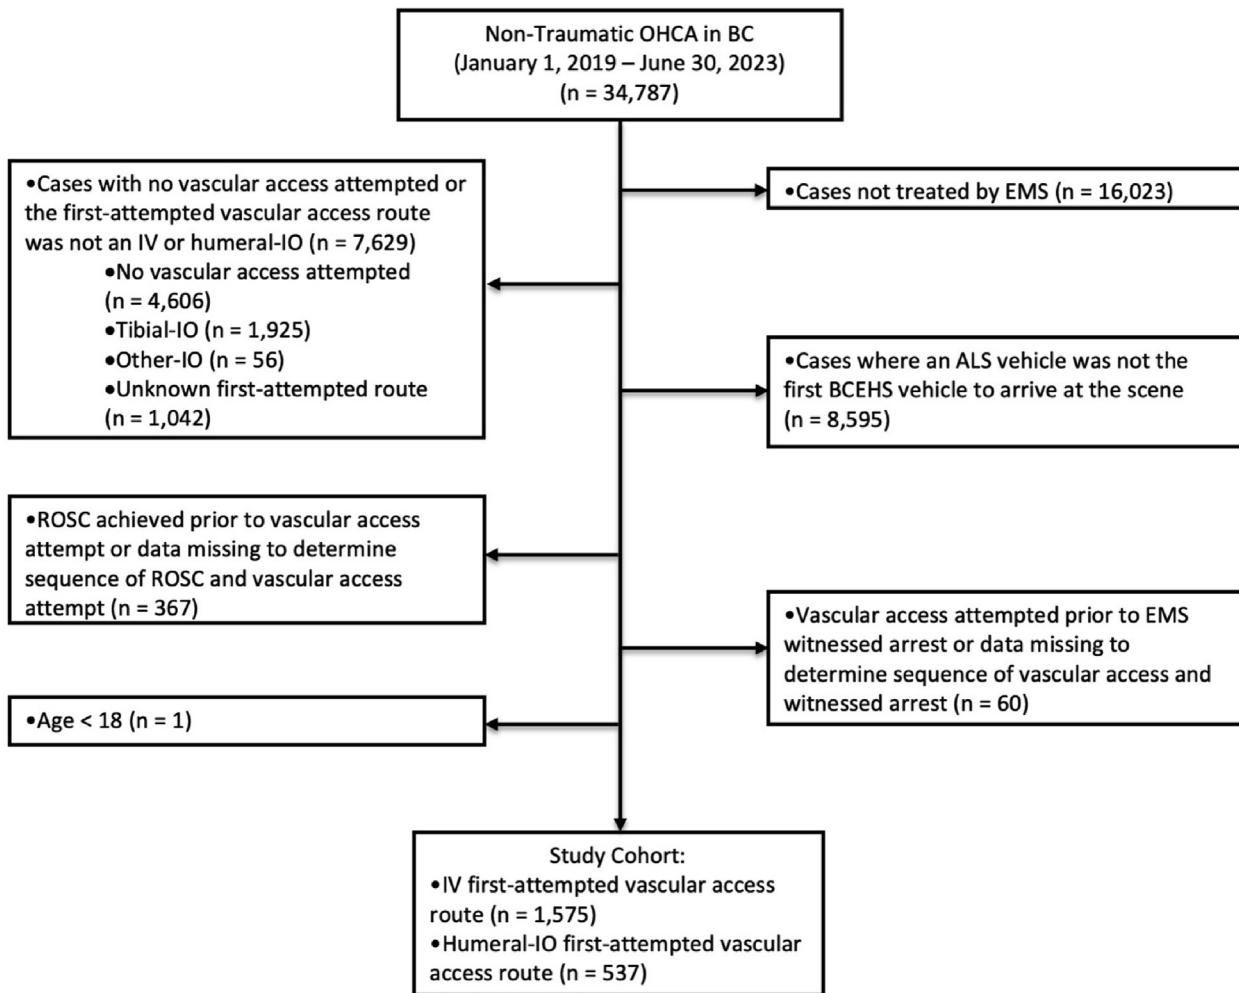 Non-Traumatic OHCA in BC
(January 1, 2019 – June 30, 2023)
(n = 34,787)
•Cases not treated by EMS (n = 16,023)
•Cases with no vascular access attempted or
the first-attempted vascular access route
was not an IV or humeral-IO (n = 7,629)
•No vascular access attempted
(n = 4,606)
•Tibial-IO (n = 1,925)
•Other-IO (n = 56)
•Unknown first-attempted route
(n = 1,042)
•Cases where an ALS vehicle was not the
first BCEHS vehicle to arrive at the scene
(n = 8,595)
•ROSC achieved prior to vascular access
attempt or data missing to determine
sequence of ROSC and vascular access
attempt (n = 367)
•Vascular access attempted prior to EMS
witnessed arrest or data missing to
determine sequence of vascular access and
witnessed arrest (n = 60)
•Age < 18 (n = 1)
Study Cohort:
•IV first-attempted vascular access
route (n = 1,575)
•Humeral-IO first-attempted vascular
access route (n = 537)